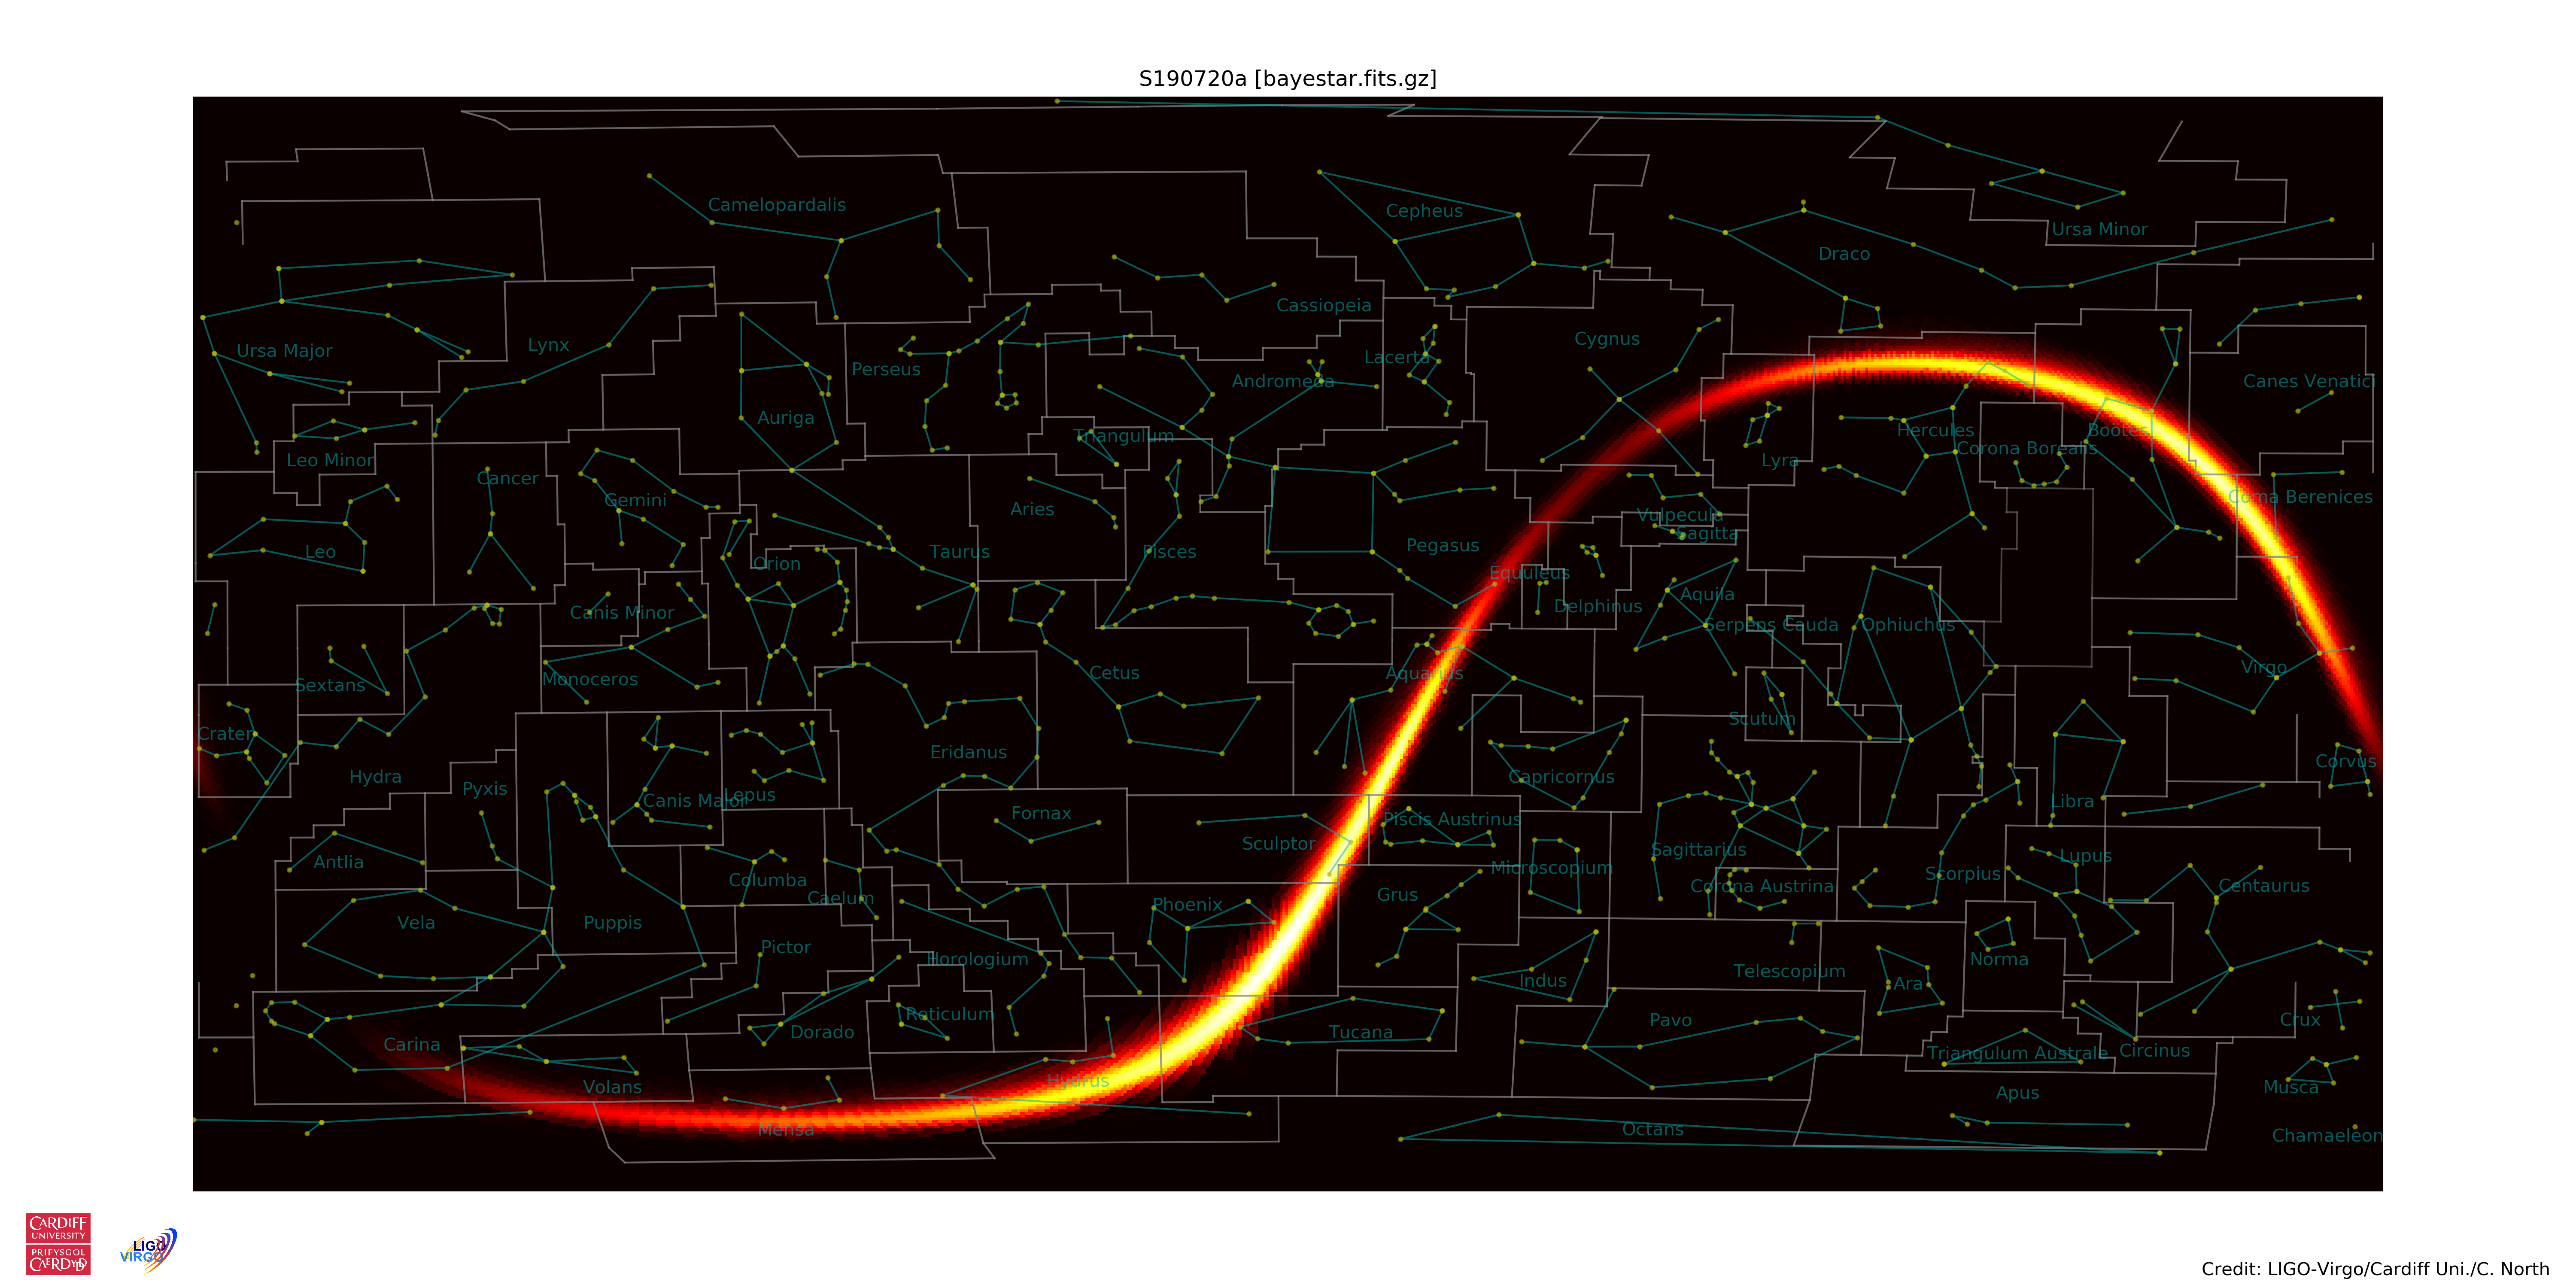 S190720a [bayestar.fits.gz]
Camelopardalis
Cepheus
Ursa Minor
Draco
Cassiopeia
Ursa Major
Lynx
Cygnus
Lacerta
Perseus
Andromeda
Canes Venatici
Auriga
Triangulum
Hercules
Bootes
Corona Borealis
Leo Minor
Lyra
Cancer
Gemini
Coma Berenices
Aries
Vulpecula
Sagitta
Leo
Taurus
Pisces
Pegasus
Orion
Equuleus
Aquila
Canis Minor
Delphinus
Serpens Cauda
Ophiuchus
Sextans
Monoceros
Cetus
Aquarius
Virgo
Scutum
Crater
Eridanus
Corvus
Hydra
Capricornus
Pyxis
Canis Major
Lepus
Libra
Fornax
Piscis Austrinus
Sculptor
Sagittarius
Lupus
Antlia
Microscopium
Scorpius
Columba
Corona Austrina
Centaurus
Caelum
Grus
Phoenix
Vela
Puppis
Pictor
Horologium
Norma
Telescopium
Indus
Ara
Reticulum
Pavo
Crux
Dorado
Tucana
Carina
Triangulum Australe
Circinus
Hydrus
Volans
Musca
Apus
Mensa
Octans
Chamaeleon
CARDIFF
UNIVERSITY
PRIFYSGOL
CAERDYDD
LIGO
VIRGO
Credit: LIGO-Virgo/Cardiff Uni./C. North